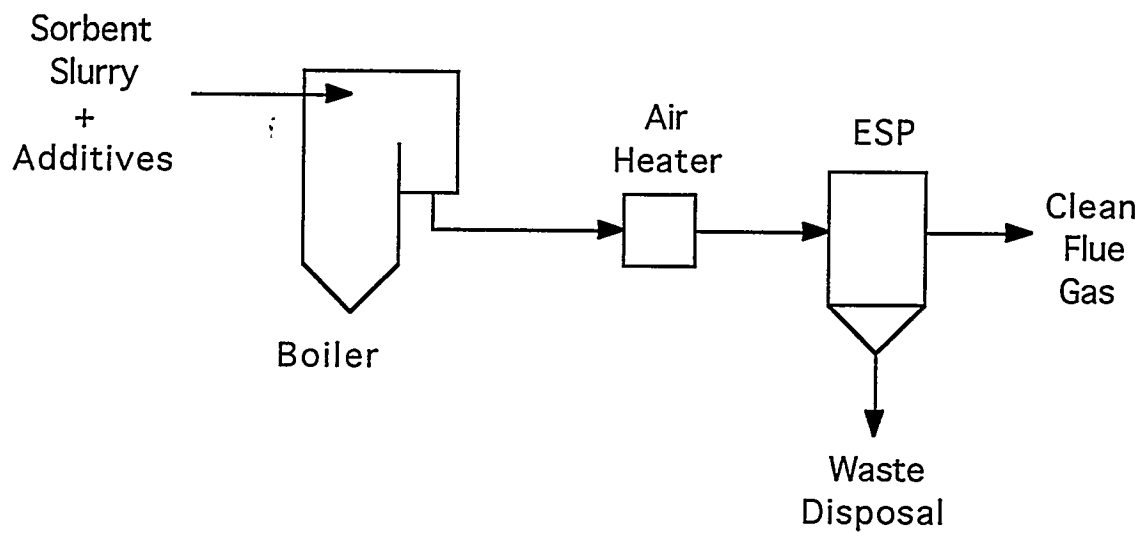 Sorbent
Slurry
+
Additives
Boiler
Air
Heater
ESP
Clean
Flue
Gas
Waste
Disposal